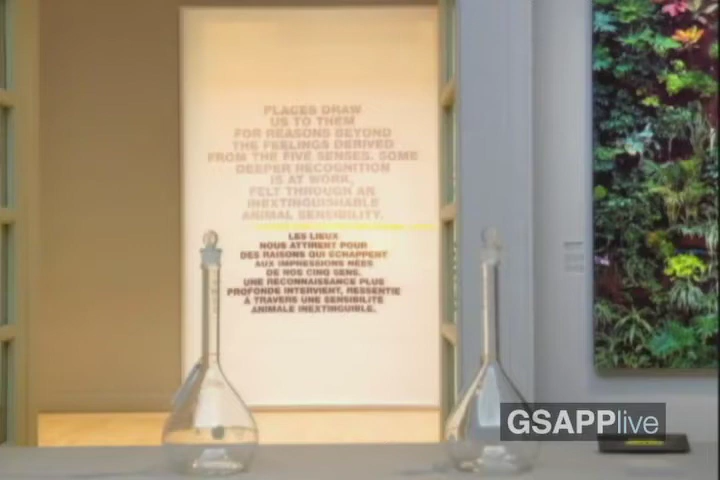 PLACES DRAW
US TO THEM
FOR REASONS BEYOND
THE FEELINGS DERIVED
FROM THE FIVE SENSES. SOME
DEEPER RECOGNITION
IS AT WORK,
FELT THROUGH AN
INEXTINGUISHABLE
ANIMAL SENSIBILITY.
LES LIEUX
NOUS ATTIRENT POUR
DES RAISONS QUI ÉCHAPPENT
AUX IMPRESSIONS NÉES
DE NOS CINQ SENS.
UNE RECONNAISSANCE PLUS
PROFONDE INTERVIENT, RESSENTIE
À TRAVERS UNE SENSIBILITÉ
ANIMALE INEXTINGUIBLE.
GSAPPlive